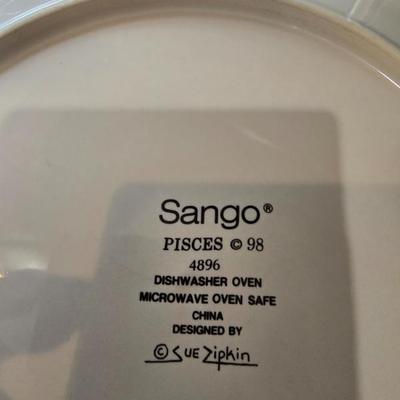 Sango®
PISCES © 98
4896
DISHWASHER OVEN
MICROWAVE OVEN SAFE
CHINA
DESIGNED BY
© SUE ZIPKIN